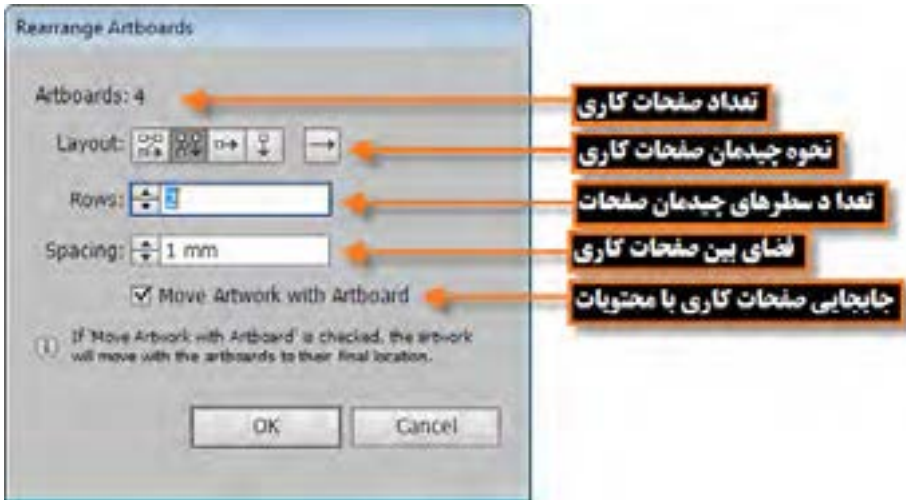 Rearrange Artboards
Artboards: 4
تعداد صفحات کاری
Layout:
نحوه چیدمان صفحات کاری
Rows: 2
تعدا د سطرهای چیدمان صفحات
Spacing: 1 mm
فضای بین صفحات کاری
Move Artwork with Artboard
جابجایی صفحات کاری با محتویات
If 'Move Artwork with Artboard' is checked, the artwork
will move with the artboards to their final location.
OK Cancel